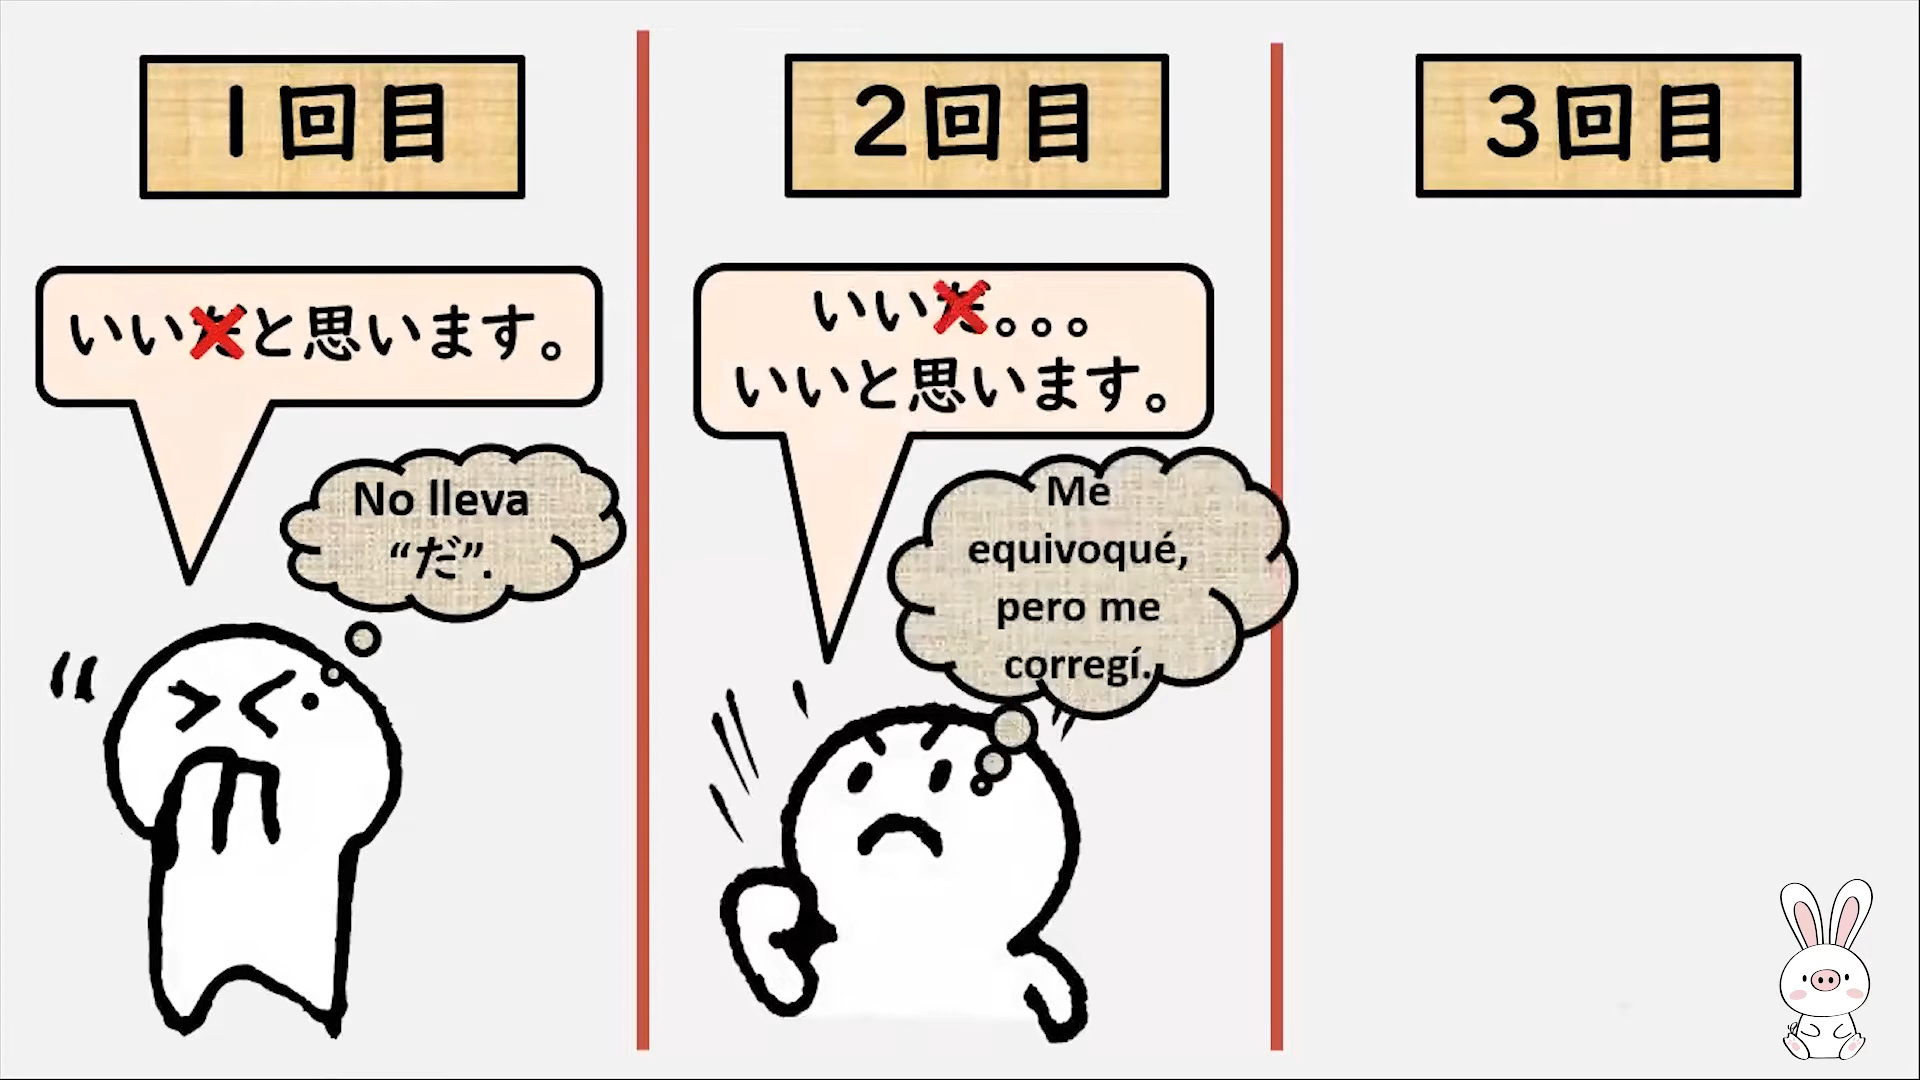 1回目
いいだと思います。
No lleva
“だ”.
2回目
いいだ。。。
いいと思います。
Me
equivoqué,
pero me
corregí.
3回目